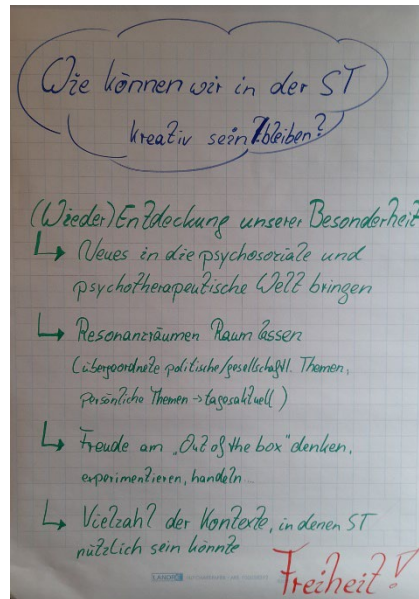 Wie können wir in der ST
kreativ sein/bleiben?
(Wieder)Entdeckung unserer Besonderheit
↳ Neues in die psychosoziale und
psychotherapeutische Welt bringen
↳ Resonanzräumen Raum lassen
(übergeordnete politische/gesellschaftl. Themen,
persönliche Themen → tagesaktuell)
↳ Freude am „Out of the box" denken,
experimentieren, handeln...
↳ Vielzahl der Kontexte, in denen ST
nützlich sein könnte
Freiheit!
LANDRÉ